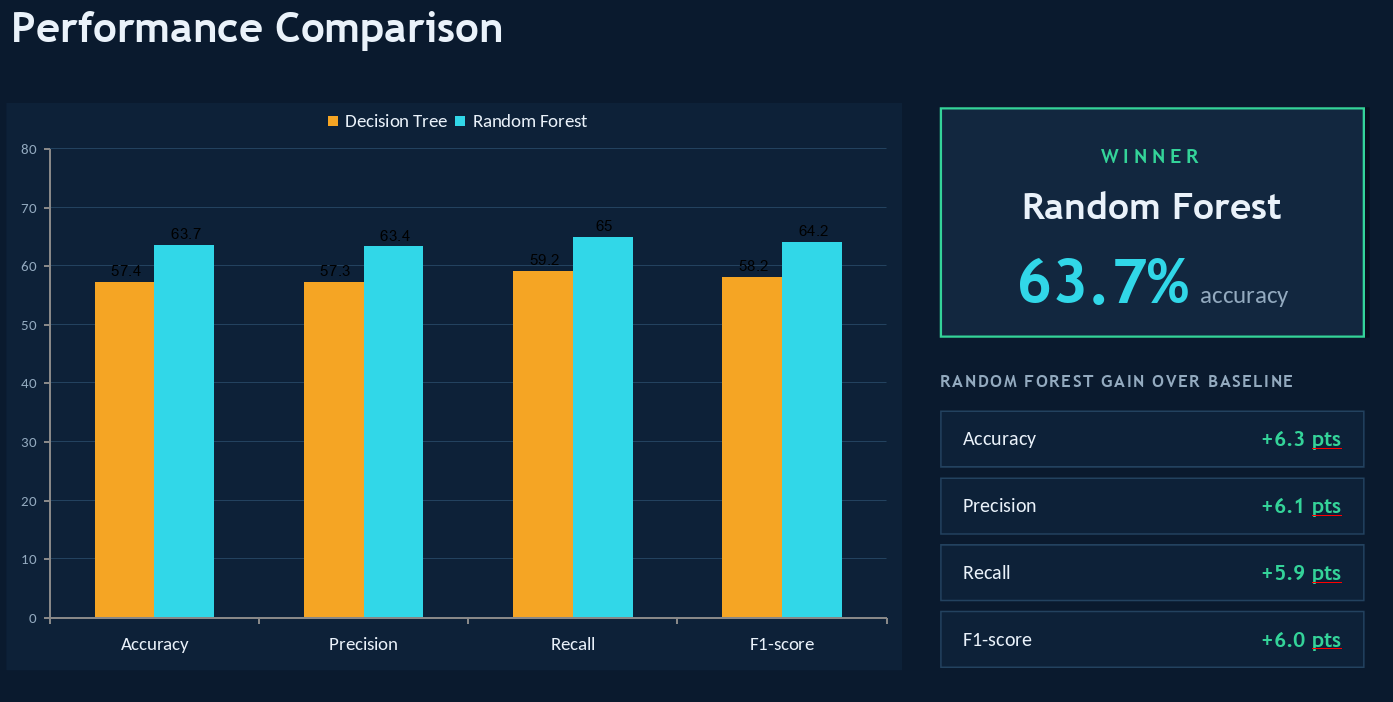 Performance Comparison
Decision Tree Random Forest
80
70
60
50
40
30
20
10
0
57.4
63.7
57.3
63.4
59.2
65
58.2
64.2
Accuracy Precision Recall F1-score
WINNER
Random Forest
63.7% accuracy
RANDOM FOREST GAIN OVER BASELINE
Accuracy +6.3 pts
Precision +6.1 pts
Recall +5.9 pts
F1-score +6.0 pts